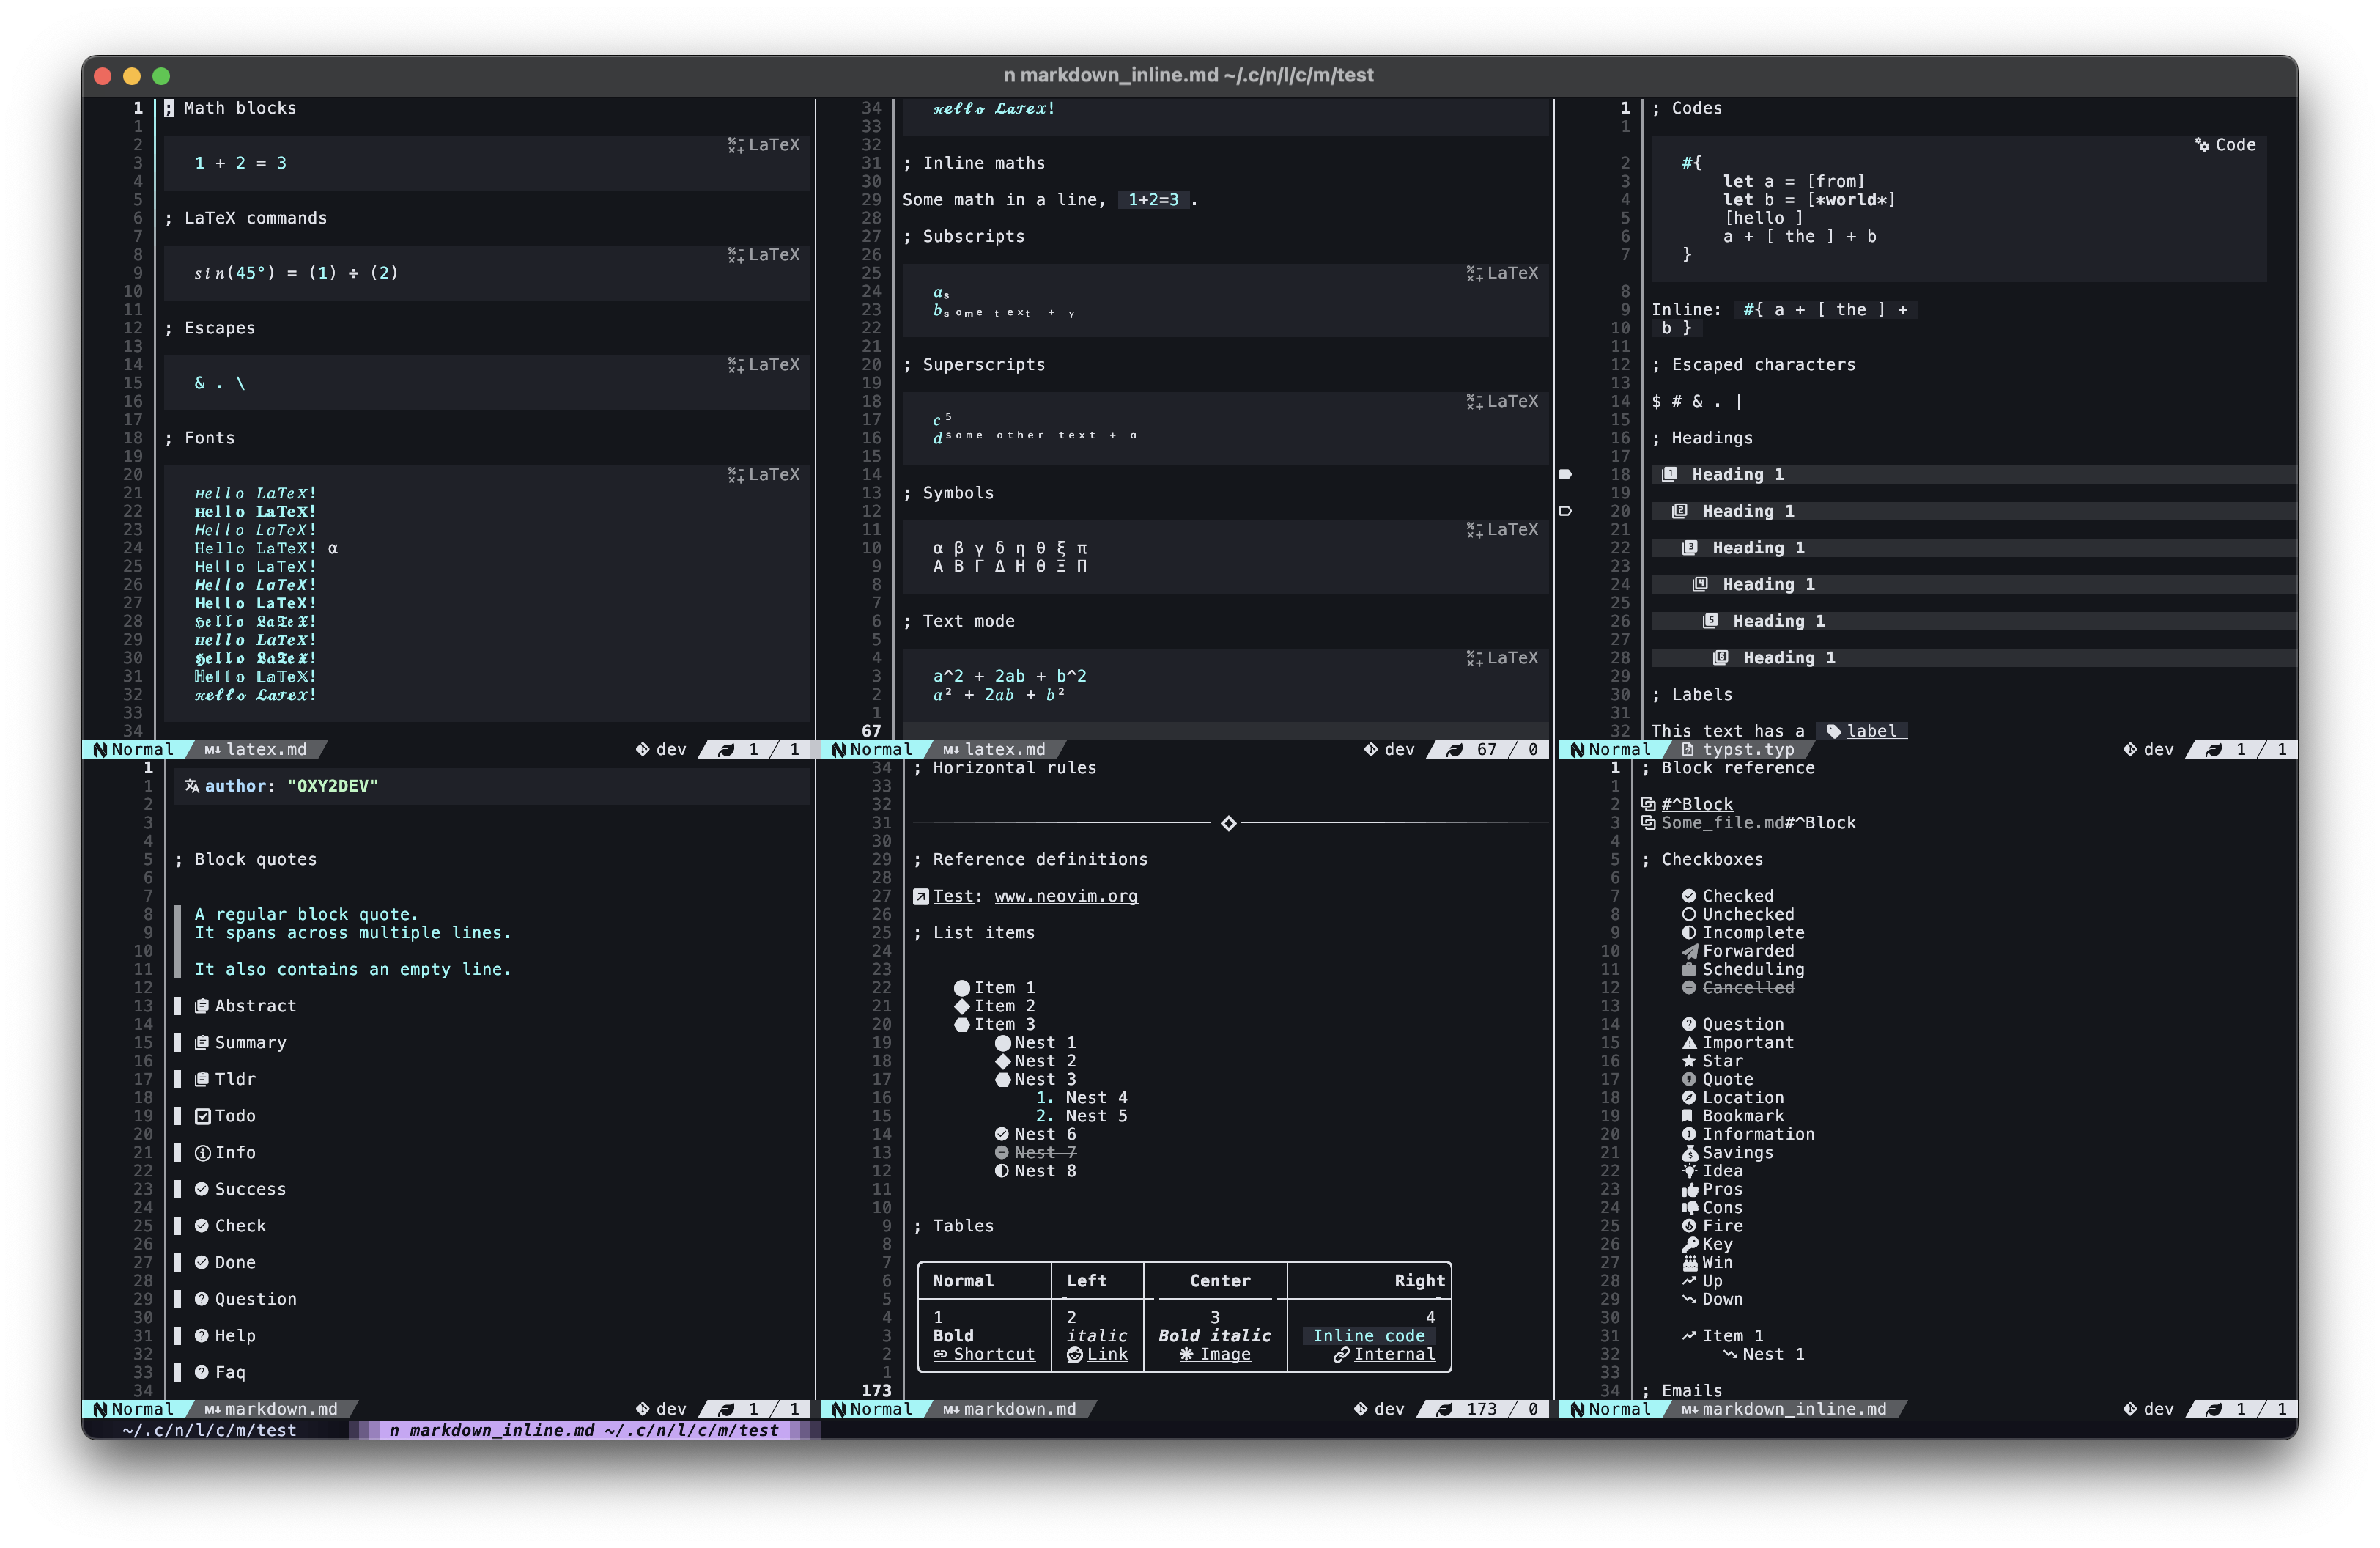 n markdown_inline.md ~/.c/n/l/c/m/test
1 ; Math blocks
1
2 LaTeX
3 1 + 2 = 3
4
5
6 ; LaTeX commands
7
8 LaTeX
9 sin(45°) = (1) ÷ (2)
10
11
12 ; Escapes
13
14 LaTeX
15 & . \
16
17
18 ; Fonts
19
20 LaTeX
21 Hello LaTeX!
22 Hello LaTeX!
23 Hello LaTeX!
24 Hello LaTeX! α
25 Hello LaTeX!
26 Hello LaTeX!
27 Hello LaTeX!
28 Hello LaTeX!
29 Hello LaTeX!
30 Hello LaTeX!
31 Hello LaTeX!
32 Hello LaTeX!
33
34
Normal latex.md dev 1 / 1
34 Hello LaTeX!
33
32
31 ; Inline maths
30
29 Some math in a line, 1+2=3 .
28
27 ; Subscripts
26
25 LaTeX
24 aₛ
23 bₛₒₘₑ ₜₑₓₜ ₊ ᵧ
22
21
20 ; Superscripts
19
18 LaTeX
17 c⁵
16 dˢᵒᵐᵉ ᵒᵗʰᵉʳ ᵗᵉˣᵗ ⁺ ᵅ
15
14
13 ; Symbols
12
11 LaTeX
10 α β γ δ η θ ξ π
9 Α Β Γ Δ Η Θ Ξ Π
8
7
6 ; Text mode
5
4 LaTeX
3 a^2 + 2ab + b^2
2 a² + 2ab + b²
1
67
Normal latex.md dev 67 / 0
1 ; Codes
1
Code
2 #{
3 let a = [from]
4 let b = [*world*]
5 [hello ]
6 a + [ the ] + b
7 }
8
9 Inline: #{ a + [ the ] +
10 b }
11
12 ; Escaped characters
13
14 $ # & . |
15
16 ; Headings
17
18 1 Heading 1
19
20 2 Heading 1
21
22 3 Heading 1
23
24 4 Heading 1
25
26 5 Heading 1
27
28 6 Heading 1
29
30 ; Labels
31
32 This text has a label
Normal typst.typ dev 1 / 1
1
1 author: "OXY2DEV"
2
3
4
5 ; Block quotes
6
7
8 A regular block quote.
9 It spans across multiple lines.
10
11 It also contains an empty line.
12
13 Abstract
14
15 Summary
16
17 Tldr
18
19 Todo
20
21 Info
22
23 Success
24
25 Check
26
27 Done
28
29 Question
30
31 Help
32
33 Faq
34
Normal markdown.md dev 1 / 1
34 ; Horizontal rules
33
32
31
30
29 ; Reference definitions
28
27 Test: www.neovim.org
26
25 ; List items
24
23
22 Item 1
21 Item 2
20 Item 3
19 Nest 1
18 Nest 2
17 Nest 3
16 1. Nest 4
15 2. Nest 5
14 Nest 6
13 Nest 7
12 Nest 8
11
10
9 ; Tables
8
7
6 Normal Left Center Right
5
4 1 2 3 4
3 Bold italic Bold italic Inline code
2 Shortcut Link Image Internal
1
173
Normal markdown.md dev 173 / 0
1 ; Block reference
1
2 #^Block
3 Some_file.md#^Block
4
5 ; Checkboxes
6
7 Checked
8 Unchecked
9 Incomplete
10 Forwarded
11 Scheduling
12 Cancelled
13
14 Question
15 Important
16 Star
17 Quote
18 Location
19 Bookmark
20 Information
21 Savings
22 Idea
23 Pros
24 Cons
25 Fire
26 Key
27 Win
28 Up
29 Down
30
31 Item 1
32 Nest 1
33
34 ; Emails
Normal markdown_inline.md dev 1 / 1
~/.c/n/l/c/m/test n markdown_inline.md ~/.c/n/l/c/m/test